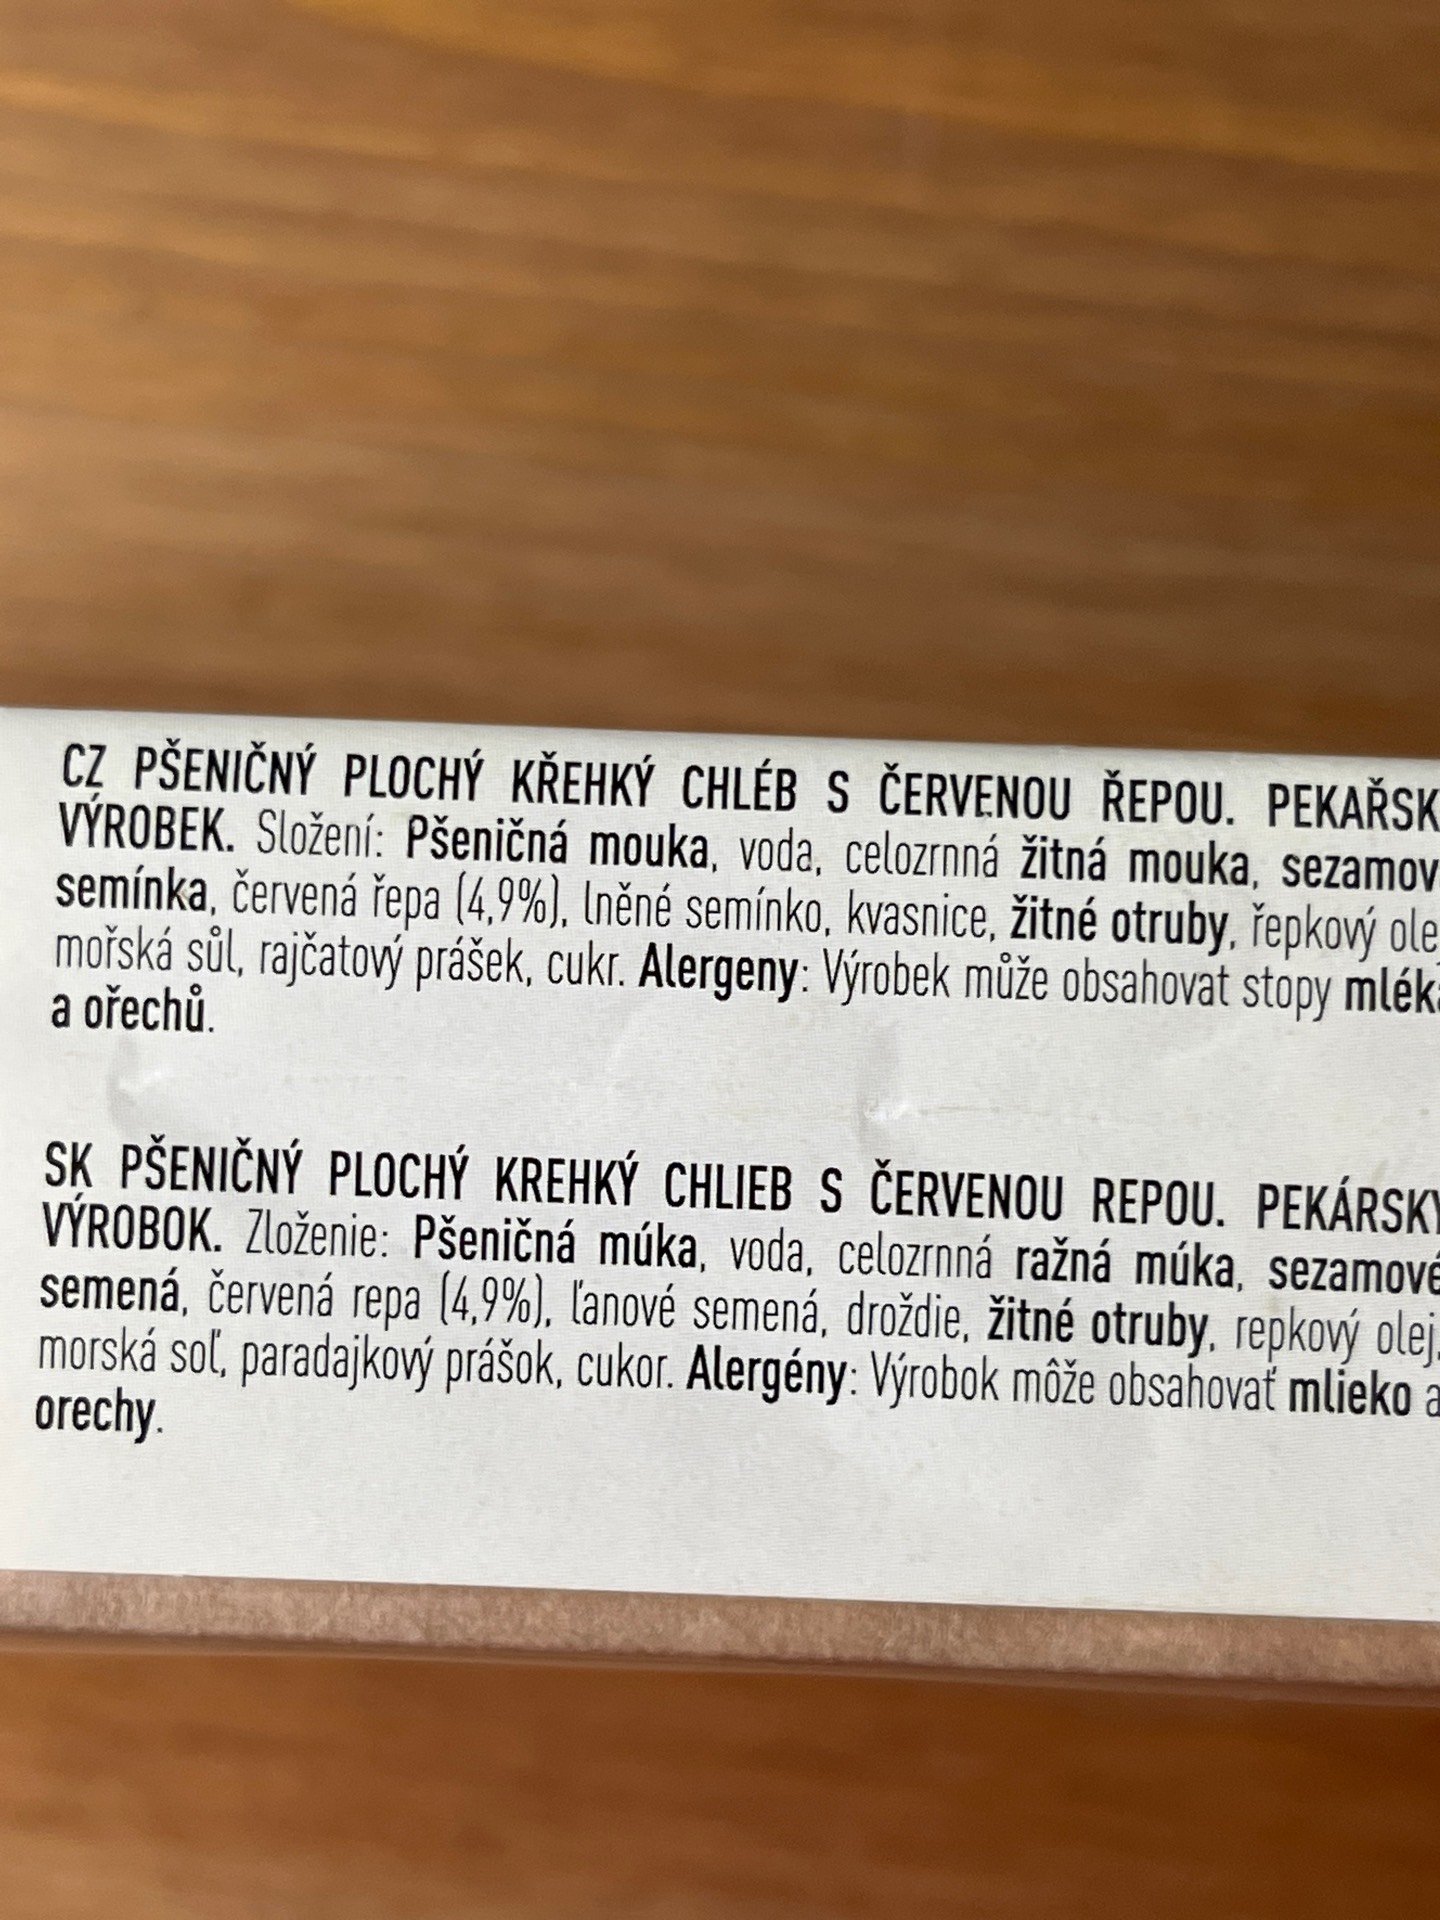 CZ PŠENIČNÝ PLOCHÝ KŘEHKÝ CHLÉB S ČERVENOU ŘEPOU. PEKAŘSK
VÝROBEK. Složení: Pšeničná mouka, voda, celozrnná žitná mouka, sezamov
semínka, červená řepa (4,9%), lněné semínko, kvasnice, žitné otruby, řepkový olej
mořská sůl, rajčatový prášek, cukr. Alergeny: Výrobek může obsahovat stopy mléka
a ořechů.
SK PŠENIČNÝ PLOCHÝ KREHKÝ CHLIEB S ČERVENOU REPOU. PEKÁRSKY
VÝROBOK. Zloženie: Pšeničná múka, voda, celozrnná ražná múka, sezamové
semená, červená repa (4,9%), ľanové semená, droždie, žitné otruby, repkový olej,
morská soľ, paradajkový prášok, cukor. Alergény: Výrobok môže obsahovať mlieko a
orechy.